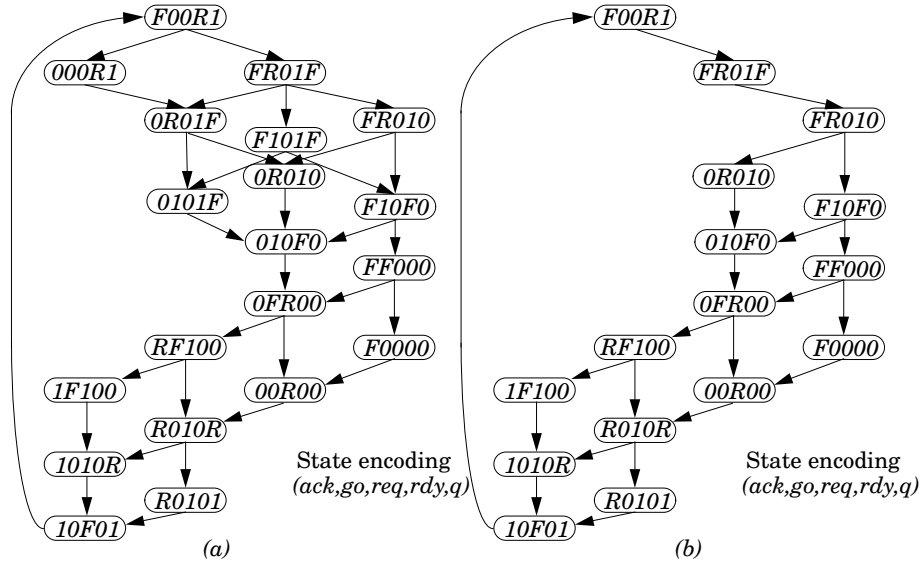 F00R1
000R1
FR01F
0R01F
F101F
FR010
0R010
0101F
F10F0
010F0
FF000
0FR00
RF100
F0000
1F100
00R00
R010R
1010R
R0101
10F01
State encoding
(ack,go,req,rdy,q)
(a)
F00R1
FR01F
FR010
0R010
F10F0
010F0
FF000
0FR00
RF100
F0000
1F100
00R00
R010R
1010R
R0101
10F01
State encoding
(ack,go,req,rdy,q)
(b)